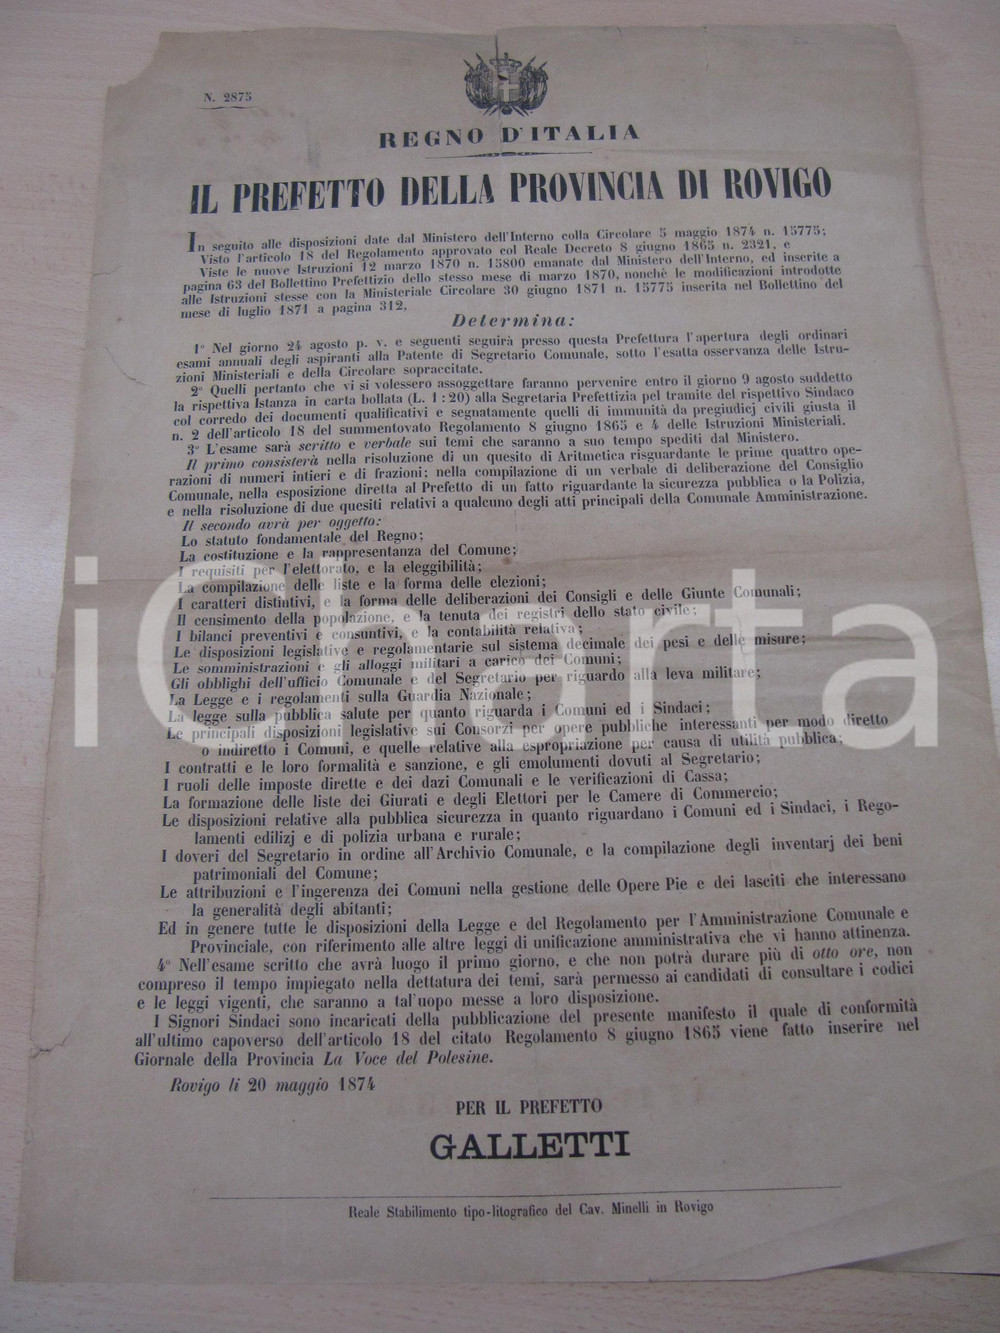 N. 2875
REGNO D'ITALIA
IL PREFETTO DELLA PROVINCIA DI ROVIGO
In seguito alle disposizioni date dal Ministero dell'Interno colla Circolare 5 maggio 1874 n. 15775;
Visto l'articolo 18 del Regolamento approvato col Reale Decreto 8 giugno 1865 n. 2321, e
Viste le nuove Istruzioni 12 marzo 1870 n. 15800 emanate dal Ministero dell'Interno, ed inserite a
pagina 63 del Bollettino Prefettizio dello stesso mese di marzo 1870, nonchè le modificazioni introdotte
alle Istruzioni stesse con la Ministeriale Circolare 30 giugno 1871 n. 15775 inserita nel Bollettino del
mese di luglio 1871 a pagina 312,
Determina:
1° Nel giorno 24 agosto p. v. e seguenti seguirà presso questa Prefettura l'apertura degli ordinari
esami annuali degli aspiranti alla Patente di Segretario Comunale, sotto l'esatta osservanza delle Istru-
zioni Ministeriali e della Circolare sopraccitate.
2° Quelli pertanto che vi si volessero assoggettare faranno pervenire entro il giorno 9 agosto suddetto
la rispettiva Istanza in carta bollata (L. 1:20) alla Segretaria Prefettizia pel tramite del rispettivo Sindaco
col corredo dei documenti qualificativi e segnatamente quelli di immunità da pregiudicj civili giusta il
n. 2 dell'articolo 18 del summentovato Regolamento 8 giugno 1865 e 4 delle Istruzioni Ministeriali.
3° L'esame sarà scritto e verbale sui temi che saranno a suo tempo spediti dal Ministero.
Il primo consisterà nella risoluzione di un quesito di Aritmetica risguardante le prime quattro ope-
razioni di numeri intieri e di frazioni; nella compilazione di un verbale di deliberazione del Consiglio
Comunale, nella esposizione diretta al Prefetto di un fatto riguardante la sicurezza pubblica o la Polizia,
e nella risoluzione di due quesiti relativi a qualcuno degli atti principali della Comunale Amministrazione.
Il secondo avrà per oggetto:
Lo statuto fondamentale del Regno;
La costituzione e la rappresentanza del Comune;
I requisiti per l'elettorato, e la eleggibilità;
La compilazione delle liste e la forma delle elezioni;
I caratteri distintivi, e la forma delle deliberazioni dei Consigli e delle Giunte Comunali;
Il censimento della popolazione, e la tenuta dei registri dello stato civile;
I bilanci preventivi e consuntivi, e la contabilità relativa;
Le disposizioni legislative e regolamentarie sul sistema decimale dei pesi e delle misure;
Le somministrazioni e gli alloggi militari a carico dei Comuni;
Gli obblighi dell'ufficio Comunale e del Segretario per riguardo alla leva militare;
La Legge e i regolamenti sulla Guardia Nazionale;
La legge sulla pubblica salute per quanto riguarda i Comuni ed i Sindaci;
Le principali disposizioni legislative sui Consorzi per opere pubbliche interessanti per modo diretto
o indiretto i Comuni, e quelle relative alla espropriazione per causa di utilità pubblica;
I contratti e le loro formalità e sanzione, e gli emolumenti dovuti al Segretario;
I ruoli delle imposte dirette e dei dazi Comunali e le verificazioni di Cassa;
La formazione delle liste dei Giurati e degli Elettori per le Camere di Commercio;
Le disposizioni relative alla pubblica sicurezza in quanto riguardano i Comuni ed i Sindaci, i Rego-
lamenti edilizj e di polizia urbana e rurale;
I doveri del Segretario in ordine all'Archivio Comunale, e la compilazione degli inventarj dei beni
patrimoniali del Comune;
Le attribuzioni e l'ingerenza dei Comuni nella gestione delle Opere Pie e dei lasciti che interessano
la generalità degli abitanti;
Ed in genere tutte le disposizioni della Legge e del Regolamento per l'Amministrazione Comunale e
Provinciale, con riferimento alle altre leggi di unificazione amministrativa che vi hanno attinenza.
4° Nell'esame scritto che avrà luogo il primo giorno, e che non potrà durare più di otto ore, non
compreso il tempo impiegato nella dettatura dei temi, sarà permesso ai candidati di consultare i codici
e le leggi vigenti, che saranno a tal'uopo messe a loro disposizione.
I Signori Sindaci sono incaricati della pubblicazione del presente manifesto il quale di conformità
all'ultimo capoverso dell'articolo 18 del citato Regolamento 8 giugno 1865 viene fatto inserire nel
Giornale della Provincia La Voce del Polesine.
Rovigo li 20 maggio 1874
PER IL PREFETTO
GALLETTI
Reale Stabilimento tipo-litografico del Cav. Minelli in Rovigo
iCharta